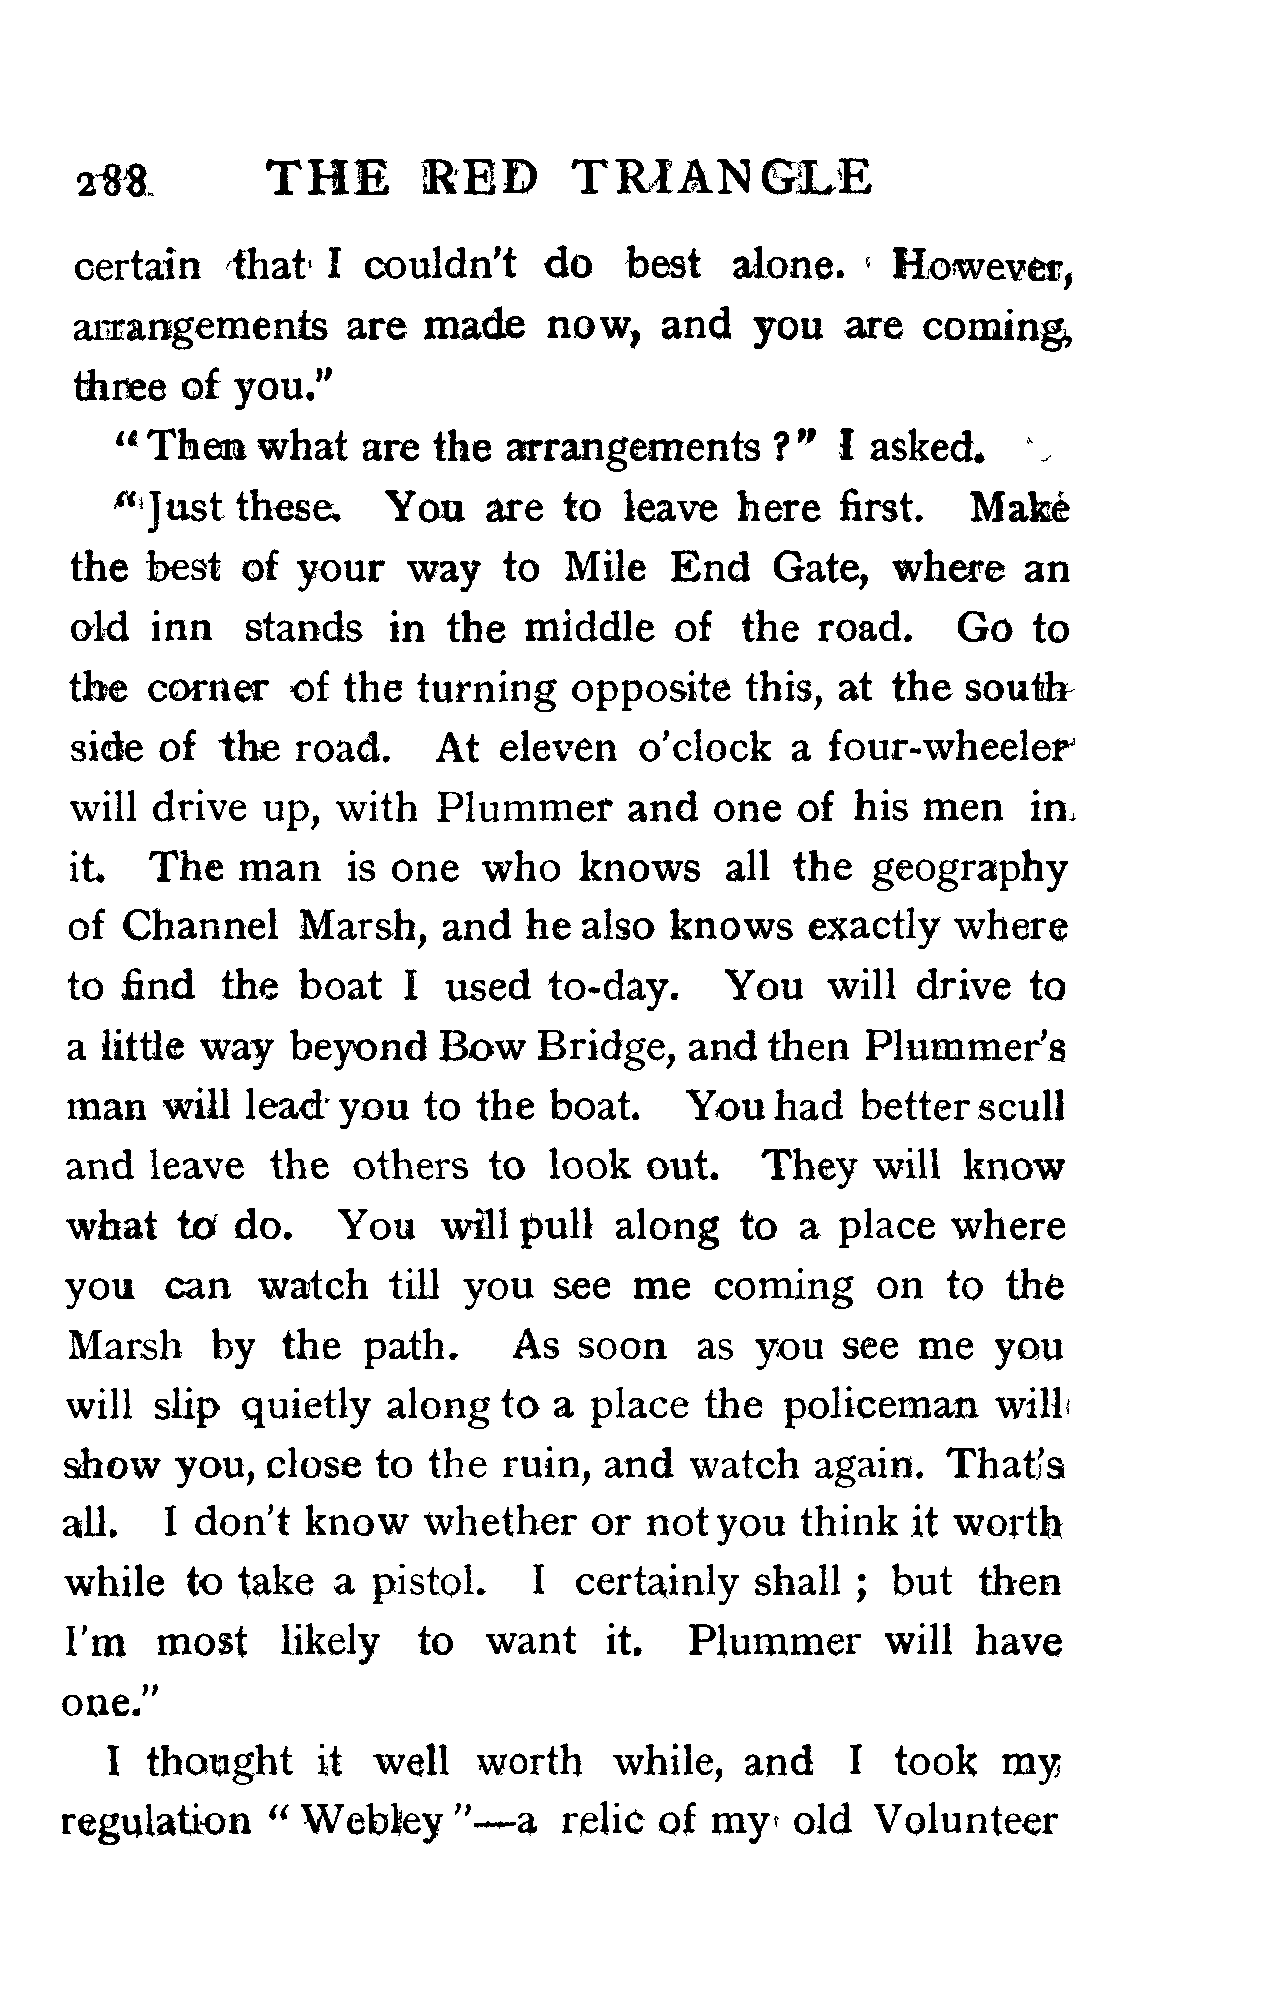 288 THE RED TRIANGLE
certain that I couldn't do best alone. However,
arrangements are made now, and you are coming,
three of you."
"Then what are the arrangements?" I asked.
"Just these. You are to leave here first. Make
the best of your way to Mile End Gate, where an
old inn stands in the middle of the road. Go to
the corner of the turning opposite this, at the south
side of the road. At eleven o'clock a four-wheeler
will drive up, with Plummer and one of his men in
it. The man is one who knows all the geography
of Channel Marsh, and he also knows exactly where
to find the boat I used to-day. You will drive to
a little way beyond Bow Bridge, and then Plummer's
man will lead you to the boat. You had better scull
and leave the others to look out. They will know
what to do. You will pull along to a place where
you can watch till you see me coming on to the
Marsh by the path. As soon as you see me you
will slip quietly along to a place the policeman will
show you, close to the ruin, and watch again. That's
all. I don't know whether or not you think it worth
while to take a pistol. I certainly shall; but then
I'm most likely to want it. Plummer will have
one."
I thought it well worth while, and I took my
regulation "Webley"—a relic of my old Volunteer